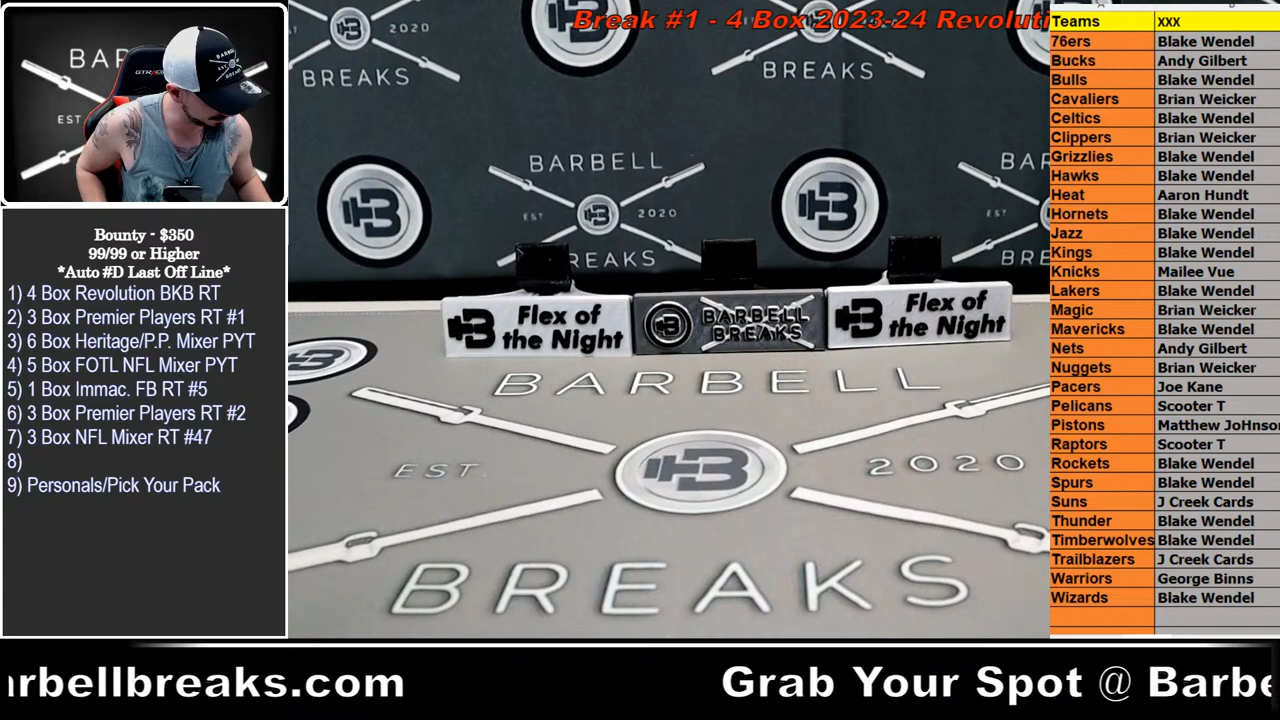 Break #1 - 4 Box 2023-24 Revoluti
BARBELL
GTRA
EST
BREAKS
BREAKS
BARBELL
EST 2020
BREAKS
2020
Bounty - $350
99/99 or Higher
*Auto #D Last Off Line*
1) 4 Box Revolution BKB RT
2) 3 Box Premier Players RT #1
3) 6 Box Heritage/P.P. Mixer PYT
4) 5 Box FOTL NFL Mixer PYT
5) 1 Box Immac. FB RT #5
6) 3 Box Premier Players RT #2
7) 3 Box NFL Mixer RT #47
8)
9) Personals/Pick Your Pack
Flex of
the Night
BARBELL
BREAKS
Flex of
the Night
BARBELL
EST. 2020
BREAKS
Teams xxx
76ers Blake Wendel
Bucks Andy Gilbert
Bulls Blake Wendel
Cavaliers Brian Weicker
Celtics Blake Wendel
Clippers Brian Weicker
Grizzlies Blake Wendel
Hawks Blake Wendel
Heat Aaron Hundt
Hornets Blake Wendel
Jazz Blake Wendel
Kings Blake Wendel
Knicks Mailee Vue
Lakers Blake Wendel
Magic Brian Weicker
Mavericks Blake Wendel
Nets Andy Gilbert
Nuggets Brian Weicker
Pacers Joe Kane
Pelicans Scooter T
Pistons Matthew JoHnso
Raptors Scooter T
Rockets Blake Wendel
Spurs Blake Wendel
Suns J Creek Cards
Thunder Blake Wendel
Timberwolves Blake Wendel
Trailblazers J Creek Cards
Warriors George Binns
Wizards Blake Wendel
arbellbreaks.com Grab Your Spot @ Barbe